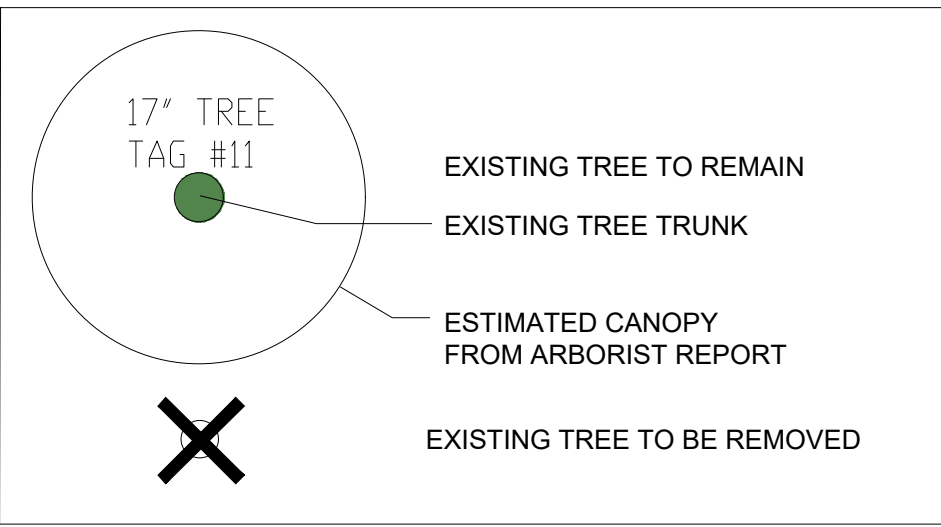 17" TREE
TAG #11
EXISTING TREE TO REMAIN
EXISTING TREE TRUNK
ESTIMATED CANOPY
FROM ARBORIST REPORT
EXISTING TREE TO BE REMOVED